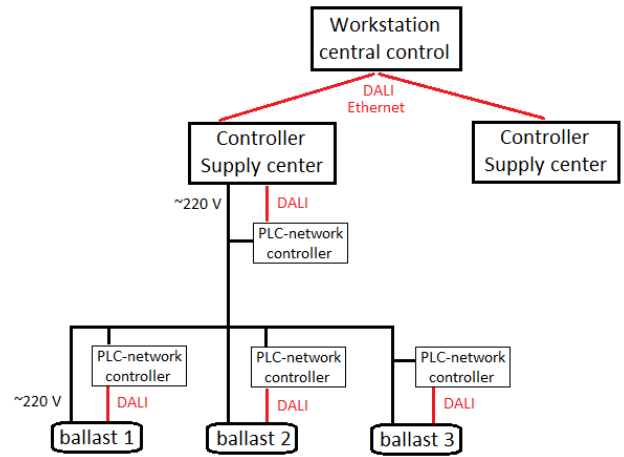 Workstation
central control
DALI
Ethernet
Controller
Supply center
Controller
Supply center
~220 V
DALI
PLC-network
controller
PLC-network
controller
PLC-network
controller
PLC-network
controller
~220 V
DALI
DALI
DALI
ballast 1
ballast 2
ballast 3